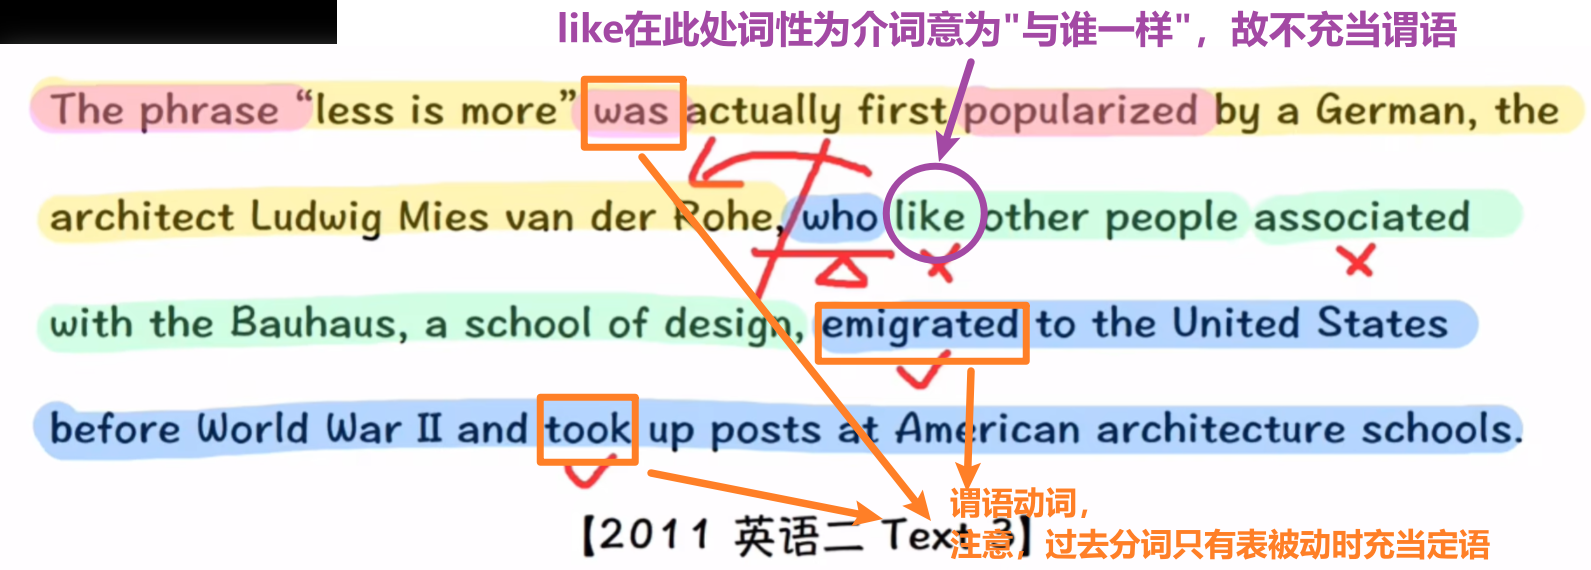 like在此处词性为介词意为"与谁一样"，故不充当谓语
The phrase “less is more” was actually first popularized by a German, the
architect Ludwig Mies van der Rohe, who like other people associated
with the Bauhaus, a school of design, emigrated to the United States
before World War II and took up posts at American architecture schools.
【2011 英语二 Text 3】
谓语动词，
注意，过去分词只有表被动时充当定语